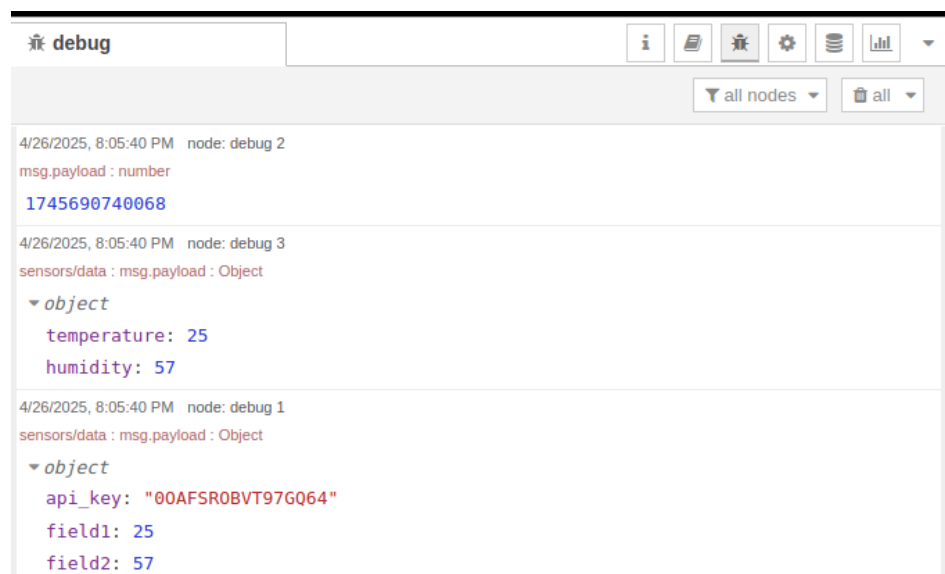 debug
i
all nodes
all
4/26/2025, 8:05:40 PM node: debug 2
msg.payload : number
1745690740068
4/26/2025, 8:05:40 PM node: debug 3
sensors/data : msg.payload : Object
object
temperature: 25
humidity: 57
4/26/2025, 8:05:40 PM node: debug 1
sensors/data : msg.payload : Object
object
api_key: "0OAFSROBVT97GQ64"
field1: 25
field2: 57